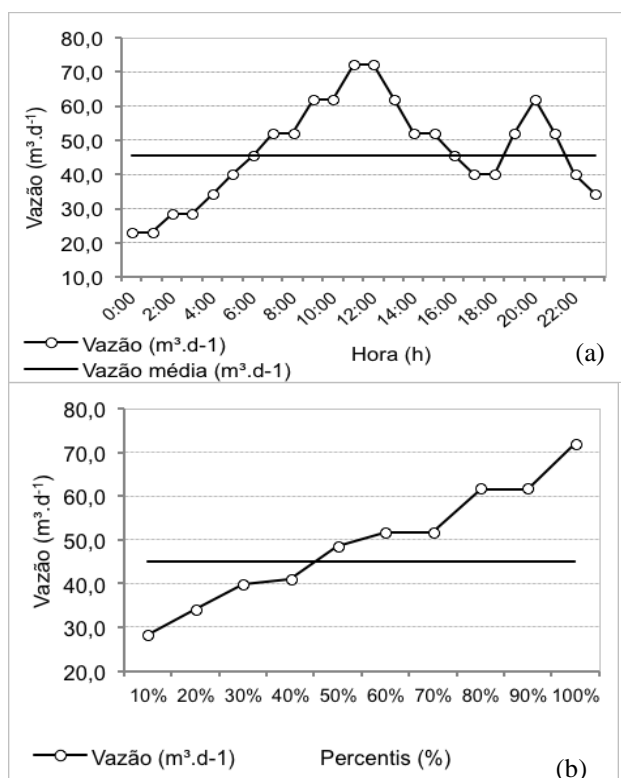 80,0
70,0
60,0
50,0
40,0
30,0
20,0
10,0
Vazão (m³.d⁻¹)
0:00 2:00 4:00 6:00 8:00 10:00 12:00 14:00 16:00 18:00 20:00 22:00
Vazão (m³.d-1) Hora (h) (a)
Vazão média (m³.d-1)
80,0
70,0
60,0
50,0
40,0
30,0
20,0
Vazão (m³.d⁻¹)
10% 20% 30% 40% 50% 60% 70% 80% 90% 100%
Vazão (m³.d-1) Percentis (%) (b)